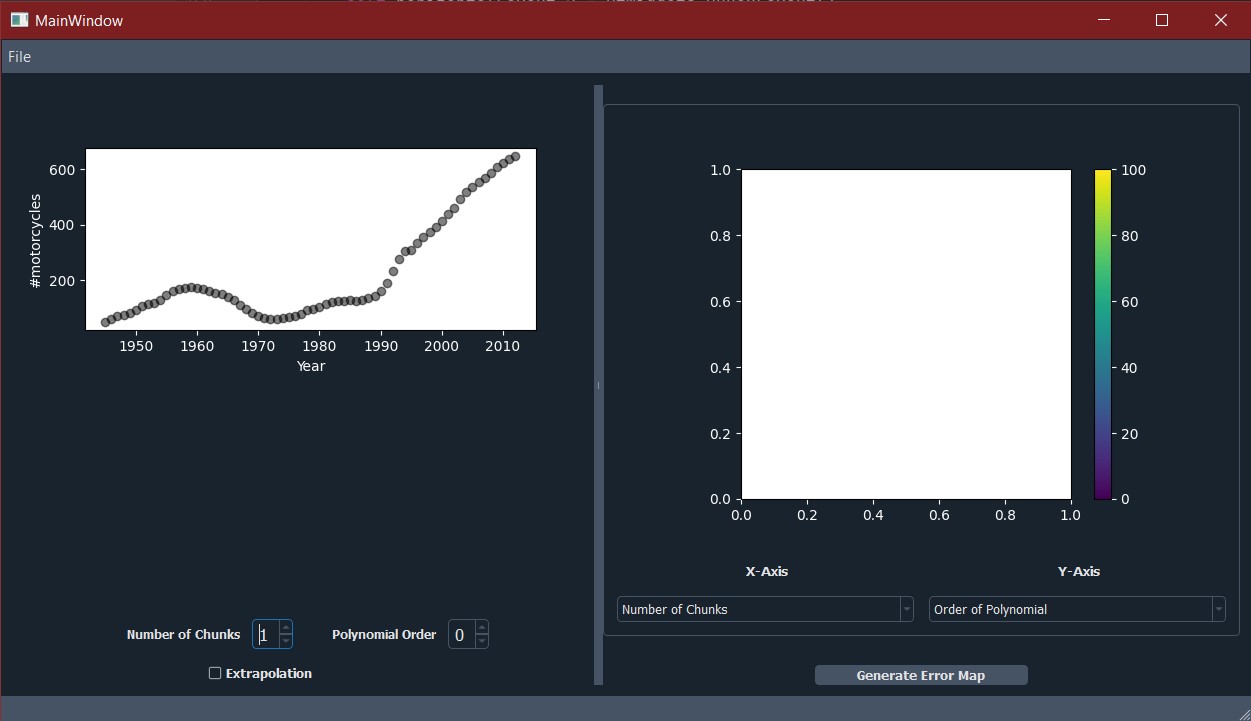 MainWindow
File
600
400
200
#motorcycles
1950 1960 1970 1980 1990 2000 2010
Year
Number of Chunks 1 Polynomial Order 0
Extrapolation
1.0
0.8
0.6
0.4
0.2
0.0
0.0 0.2 0.4 0.6 0.8 1.0
100
80
60
40
20
0
X-Axis Y-Axis
Number of Chunks Order of Polynomial
Generate Error Map